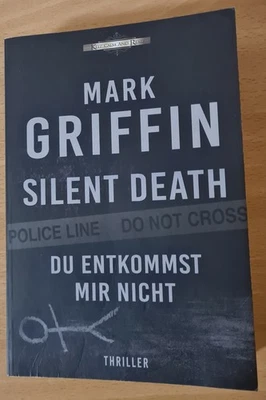 MARK
GRIFFIN
SILENT DEATH
POLICE LINE DO NOT CROSS
DU ENTKOMMST
MIR NICHT
THRILLER